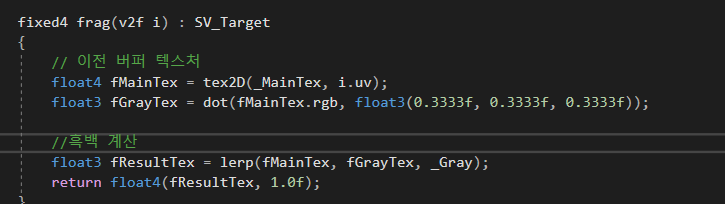 fixed4 frag(v2f i) : SV_Target
{
// 이전 버퍼 텍스처
float4 fMainTex = tex2D(_MainTex, i.uv);
float3 fGrayTex = dot(fMainTex.rgb, float3(0.3333f, 0.3333f, 0.3333f));
//흑백 계산
float3 fResultTex = lerp(fMainTex, fGrayTex, _Gray);
return float4(fResultTex, 1.0f);
}